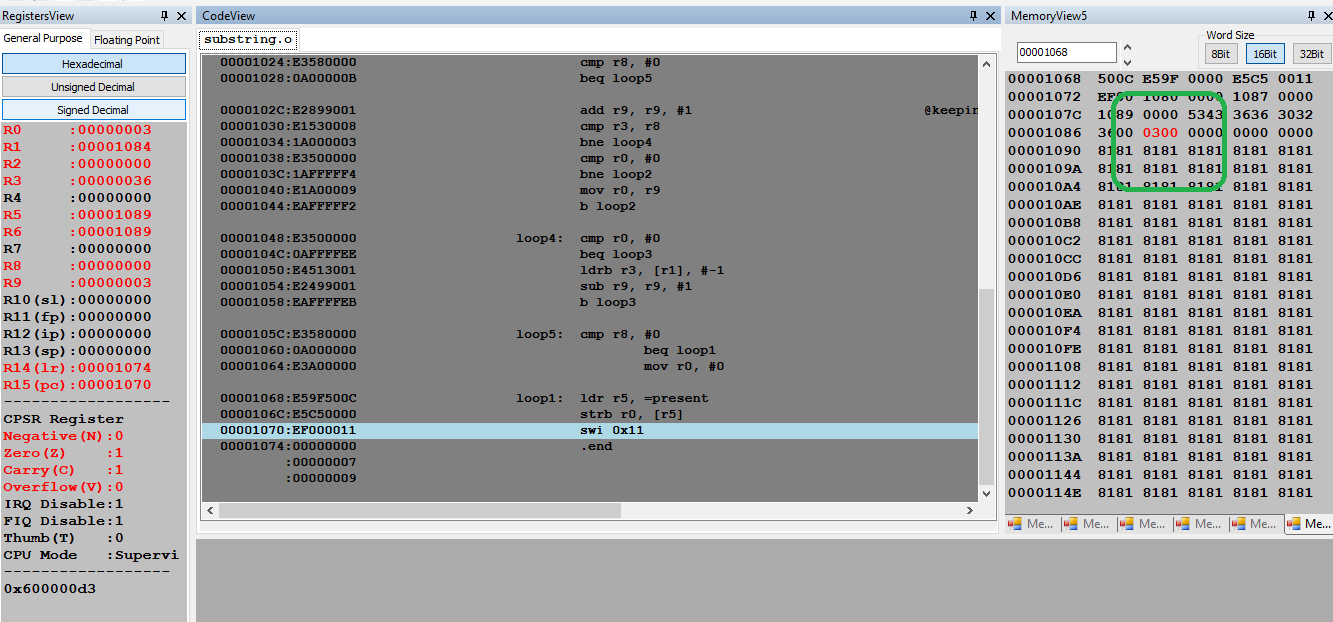 RegistersView
General Purpose Floating Point
Hexadecimal
Unsigned Decimal
Signed Decimal
R0 :00000003
R1 :00001084
R2 :00000000
R3 :00000036
R4 :00000000
R5 :00001089
R6 :00001089
R7 :00000000
R8 :00000000
R9 :00000003
R10(sl):00000000
R11(fp):00000000
R12(ip):00000000
R13(sp):00000000
R14(lr):00001074
R15(pc):00001070
-------------------
CPSR Register
Negative(N):0
Zero(Z) :1
Carry(C) :1
Overflow(V):0
IRQ Disable:1
FIQ Disable:1
Thumb(T) :0
CPU Mode :Supervi
-------------------
0x600000d3
CodeView
substring.o
00001024:E3580000 cmp r8, #0
00001028:0A00000B beq loop5
0000102C:E2899001 add r9, r9, #1 @keepin
00001030:E1530008 cmp r3, r8
00001034:1A000003 bne loop4
00001038:E3500000 cmp r0, #0
0000103C:1AFFFFF4 bne loop2
00001040:E1A00009 mov r0, r9
00001044:EAFFFFF2 b loop2
00001048:E3500000 loop4: cmp r0, #0
0000104C:0AFFFFEE beq loop3
00001050:E4513001 ldrb r3, [r1], #-1
00001054:E2499001 sub r9, r9, #1
00001058:EAFFFFEB b loop3
0000105C:E3580000 loop5: cmp r8, #0
00001060:0A000000 beq loop1
00001064:E3A00000 mov r0, #0
00001068:E59F500C loop1: ldr r5, =present
0000106C:E5C50000 strb r0, [r5]
00001070:EF000011 swi 0x11
00001074:00000000 .end
:00000007
:00000009
MemoryView5
Word Size
00001068 8Bit 16Bit 32Bit
00001068 500C E59F 0000 E5C5 0011
00001072 EF00 1080 0000 1087 0000
0000107C 1089 0000 5343 3636 3032
00001086 3600 0300 0000 0000 0000
00001090 8181 8181 8181 8181 8181
0000109A 8181 8181 8181 8181 8181
000010A4 8181 8181 8181 8181 8181
000010AE 8181 8181 8181 8181 8181
000010B8 8181 8181 8181 8181 8181
000010C2 8181 8181 8181 8181 8181
000010CC 8181 8181 8181 8181 8181
000010D6 8181 8181 8181 8181 8181
000010E0 8181 8181 8181 8181 8181
000010EA 8181 8181 8181 8181 8181
000010F4 8181 8181 8181 8181 8181
000010FE 8181 8181 8181 8181 8181
00001108 8181 8181 8181 8181 8181
00001112 8181 8181 8181 8181 8181
0000111C 8181 8181 8181 8181 8181
00001126 8181 8181 8181 8181 8181
00001130 8181 8181 8181 8181 8181
0000113A 8181 8181 8181 8181 8181
00001144 8181 8181 8181 8181 8181
0000114E 8181 8181 8181 8181 8181
Me... Me... Me... Me... Me... Me...